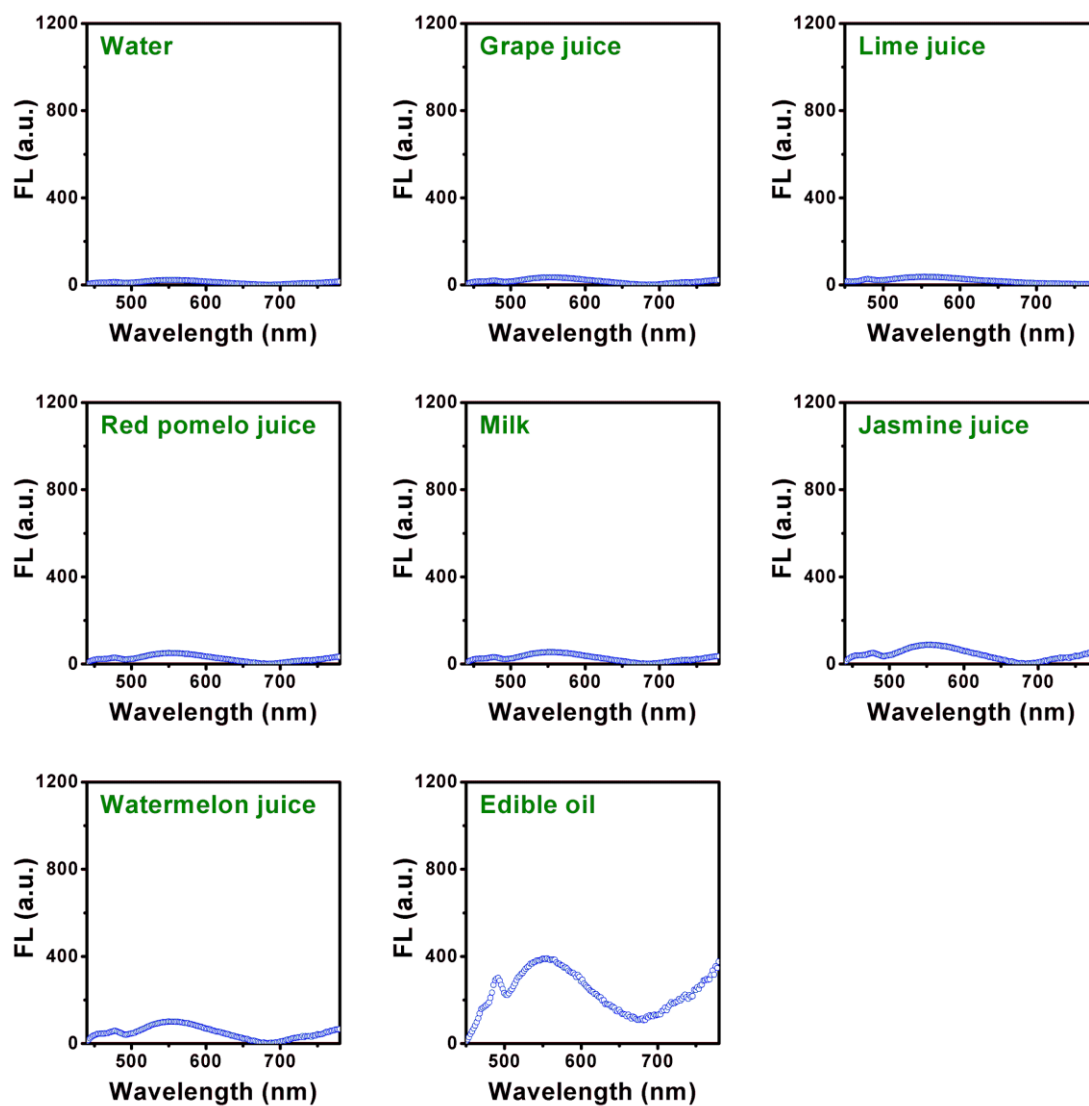 1200
Water
800
FL (a.u.)
400
0
500 600 700
Wavelength (nm)
1200
Grape juice
800
FL (a.u.)
400
0
500 600 700
Wavelength (nm)
1200
Lime juice
800
FL (a.u.)
400
0
500 600 700
Wavelength (nm)
1200
Red pomelo juice
800
FL (a.u.)
400
0
500 600 700
Wavelength (nm)
1200
Milk
800
FL (a.u.)
400
0
500 600 700
Wavelength (nm)
1200
Jasmine juice
800
FL (a.u.)
400
0
500 600 700
Wavelength (nm)
1200
Watermelon juice
800
FL (a.u.)
400
0
500 600 700
Wavelength (nm)
1200
Edible oil
800
FL (a.u.)
400
0
500 600 700
Wavelength (nm)